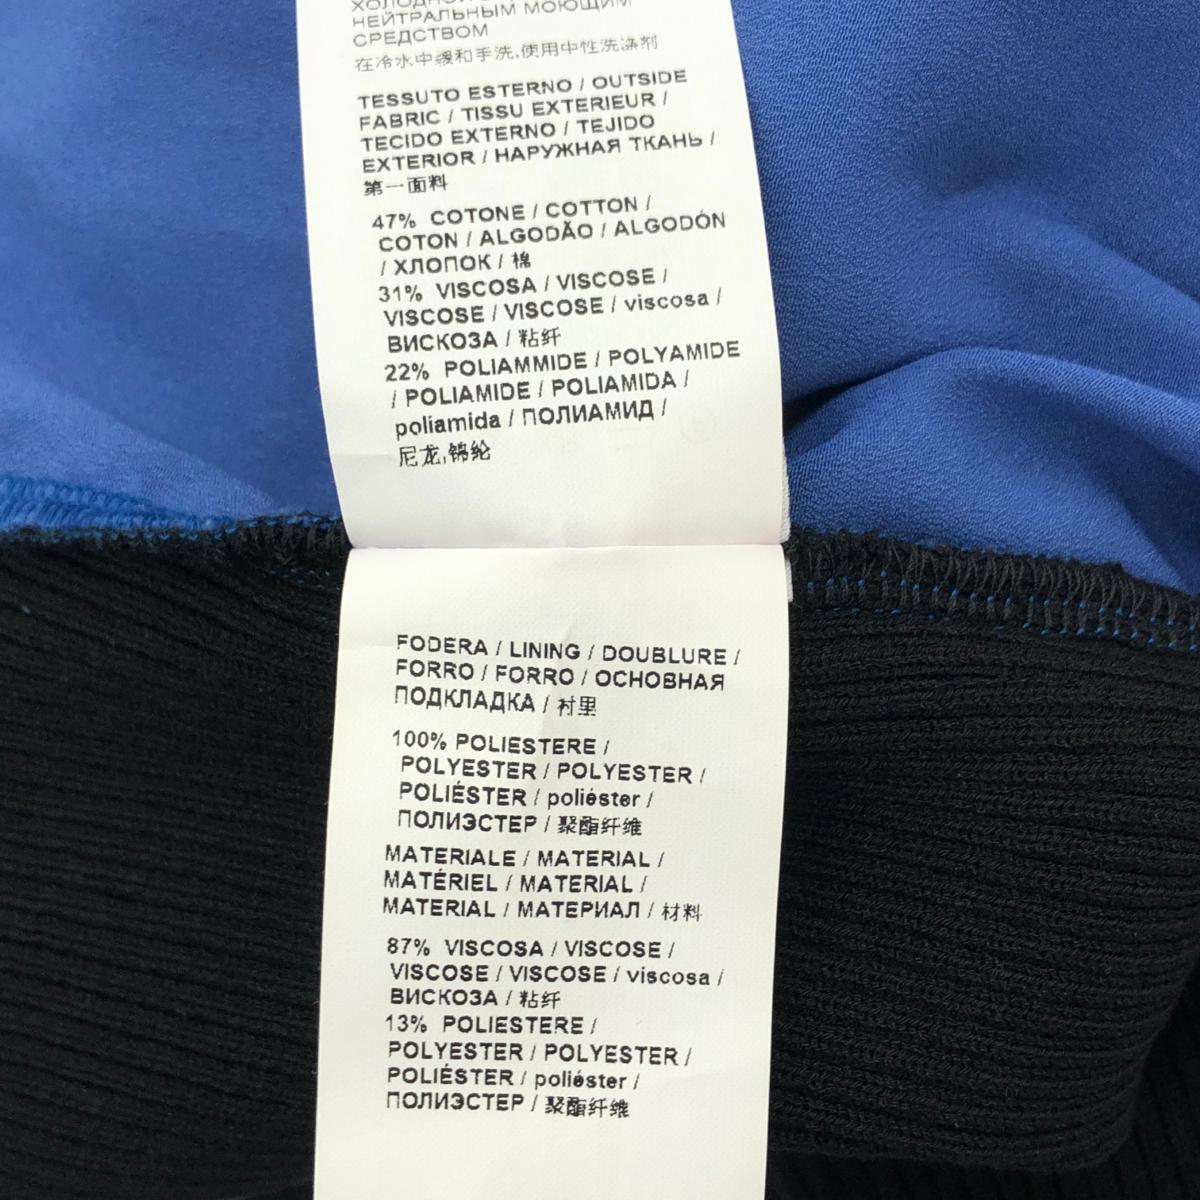 НЕЙТРАЛЬНЫМ МОЮЩИМ
СРЕДСТВОМ
在冷水中缓和手洗,使用中性洗涤剂
TESSUTO ESTERNO / OUTSIDE
FABRIC / TISSU EXTERIEUR /
TECIDO EXTERNO / TEJIDO
EXTERIOR / НАРУЖНАЯ ТКАНЬ /
第一面料
47% COTONE / COTTON /
COTON / ALGODÃO / ALGODÓN
/ ХЛОПОК / 棉
31% VISCOSA / VISCOSE /
VISCOSE / VISCOSE / viscosa /
ВИСКОЗА / 粘纤
22% POLIAMMIDE / POLYAMIDE
/ POLIAMIDE / POLIAMIDA /
poliamida / ПОЛИАМИД /
尼龙,锦纶
FODERA / LINING / DOUBLURE /
FORRO / FORRO / ОСНОВНАЯ
ПОДКЛАДКА / 衬里
100% POLIESTERE /
POLYESTER / POLYESTER /
POLIÉSTER / poliéster /
ПОЛИЭСТЕР / 聚酯纤维
MATERIALE / MATERIAL /
MATÉRIEL / MATERIAL /
MATERIAL / МАТЕРИАЛ / 材料
87% VISCOSA / VISCOSE /
VISCOSE / VISCOSE / viscosa /
ВИСКОЗА / 粘纤
13% POLIESTERE /
POLYESTER / POLYESTER /
POLIÉSTER / poliéster /
ПОЛИЭСТЕР / 聚酯纤维